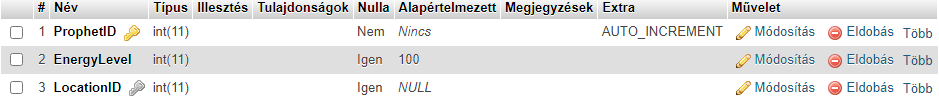 # Név Típus Illesztés Tulajdonságok Nulla Alapértelmezett Megjegyzések Extra Művelet
1 ProphetID int(11) Nem Nincs AUTO_INCREMENT Módosítás Eldobás Több
2 EnergyLevel int(11) Igen 100 Módosítás Eldobás Több
3 LocationID int(11) Igen NULL Módosítás Eldobás Több